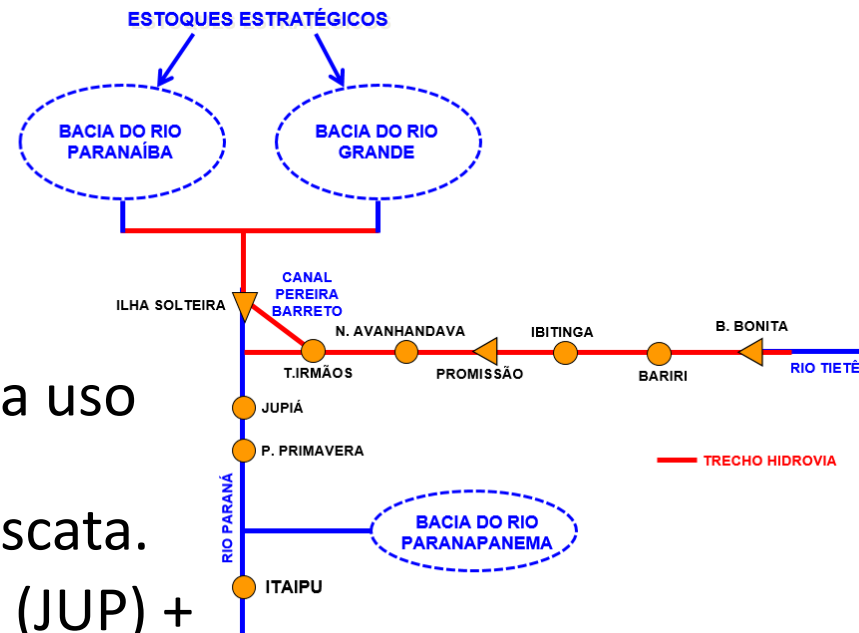 ESTOQUES ESTRATÉGICOS
BACIA DO RIO
PARANAÍBA
BACIA DO RIO
GRANDE
CANAL
PEREIRA
BARRETO
ILHA SOLTEIRA
N. AVANHANDAVA
IBITINGA
B. BONITA
T.IRMÃOS
PROMISSÃO
BARIRI
RIO TIETÊ
a uso
JUPIÁ
P. PRIMAVERA
TRECHO HIDROVIA
RIO PARANÁ
scata.
BACIA DO RIO
PARANAPANEMA
ITAIPU
(JUP) +